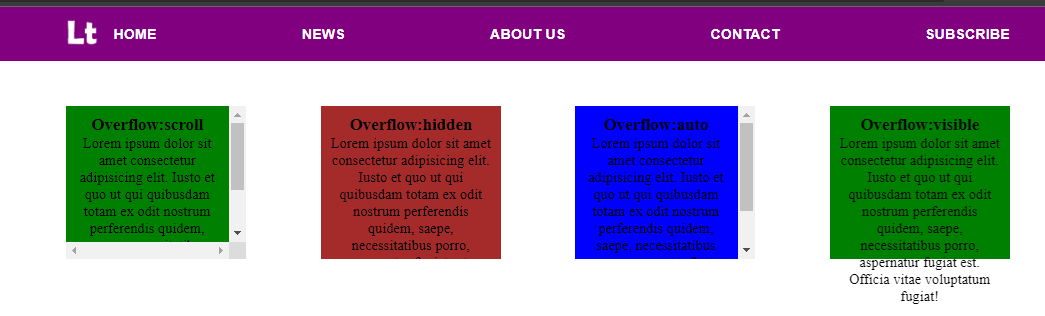 Lt HOME NEWS ABOUT US CONTACT SUBSCRIBE
Overflow:scroll
Lorem ipsum dolor sit
amet consectetur
adipisicing elit. Iusto et
quo ut qui quibusdam
totam ex odit nostrum
perferendis quidem,
Overflow:hidden
Lorem ipsum dolor sit amet
consectetur adipisicing elit.
Iusto et quo ut qui
quibusdam totam ex odit
nostrum perferendis
quidem, saepe,
necessitatibus porro,
Overflow:auto
Lorem ipsum dolor sit
amet consectetur
adipisicing elit. Iusto et
quo ut qui quibusdam
totam ex odit nostrum
perferendis quidem,
saepe, necessitatibus
Overflow:visible
Lorem ipsum dolor sit amet
consectetur adipisicing elit.
Iusto et quo ut qui
quibusdam totam ex odit
nostrum perferendis
quidem, saepe,
necessitatibus porro,
aspernatur fugiat est.
Officia vitae voluptatum
fugiat!